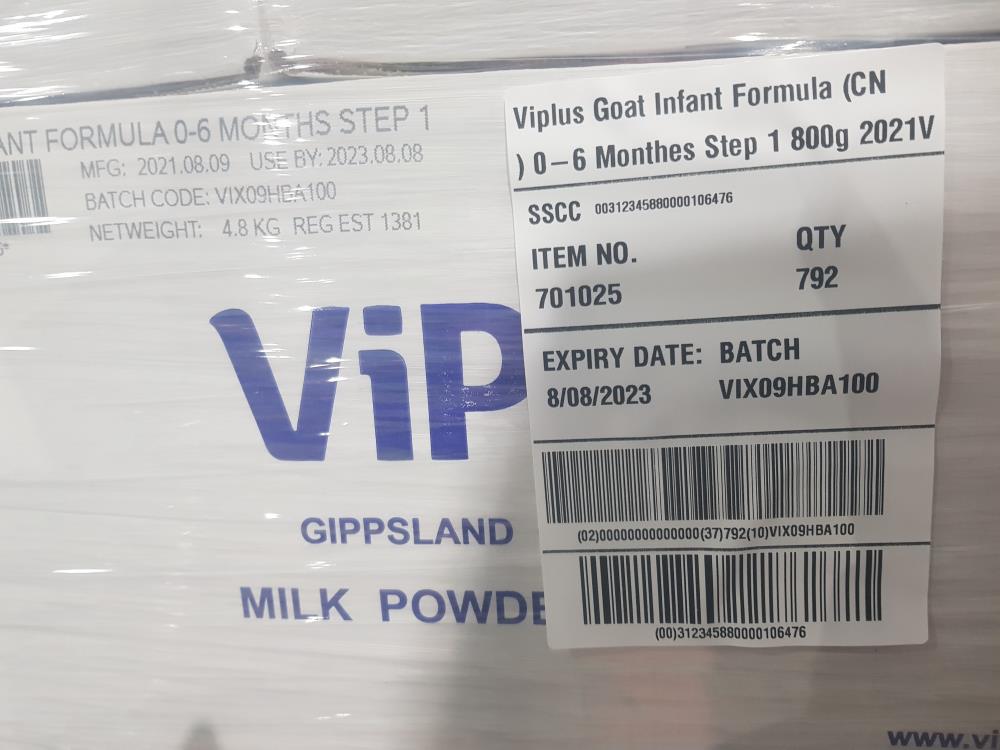 ANT FORMULA 0-6 MONTHS STEP 1
MFG: 2021.08.09 USE BY: 2023.08.08
BATCH CODE: VIX09HBA100
NETWEIGHT: 4.8 KG REG EST 1381
ViP
GIPPSLAND
MILK POWDE
Viplus Goat Infant Formula (CN
) 0-6 Monthes Step 1 800g 2021V
SSCC 00312345880000106476
ITEM NO. QTY
701025 792
EXPIRY DATE: BATCH
8/08/2023 VIX09HBA100
(02)00000000000000(37)792(10)VIX09HBA100
(00)312345880000106476
www.vi